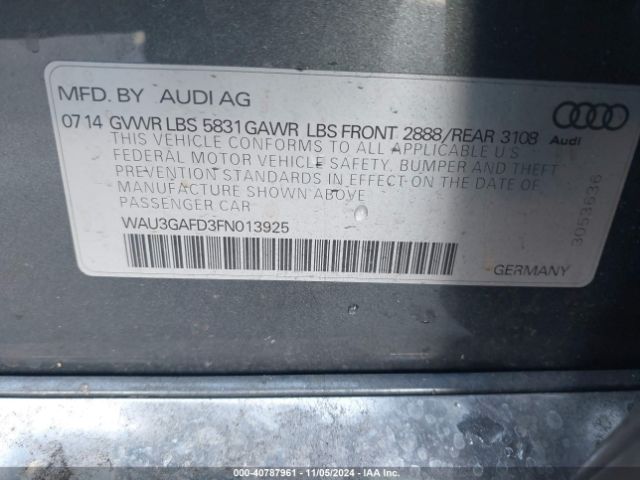 MFD. BY AUDI AG
Audi
0714 GVWR LBS 5831 GAWR LBS FRONT 2888/REAR 3108
THIS VEHICLE CONFORMS TO ALL APPLICABLE U.S.
FEDERAL MOTOR VEHICLE SAFETY, BUMPER AND THEFT
PREVENTION STANDARDS IN EFFECT ON THE DATE OF
MANUFACTURE SHOWN ABOVE
PASSENGER CAR
3053636
WAU3GAFD3FN013925
GERMANY
000-40787961 - 11/05/2024 - IAA Inc.